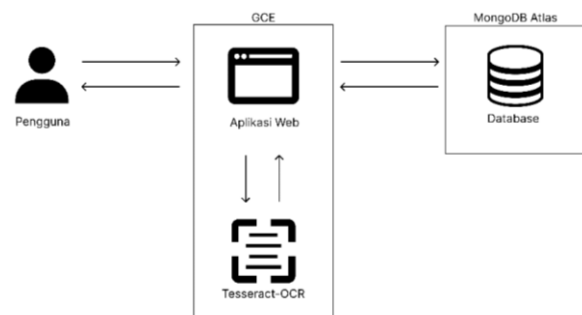 GCE
MongoDB Atlas
Pengguna
Aplikasi Web
Database
Tesseract-OCR